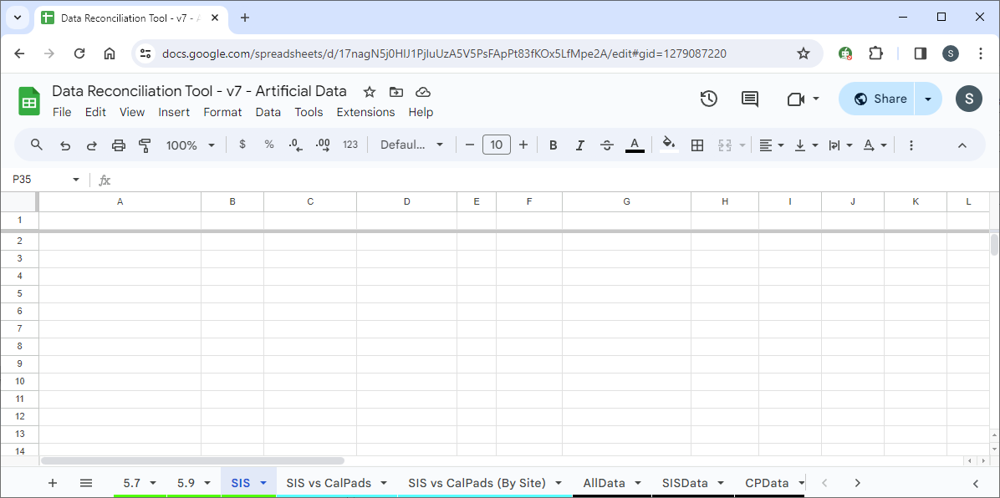 Data Reconciliation Tool - v7 - A
docs.google.com/spreadsheets/d/17nagN5j0HIJ1PjIuUzA5V5PsFApPt83fKOx5LfMpe2A/edit#gid=1279087220
S
Data Reconciliation Tool - v7 - Artificial Data
File Edit View Insert Format Data Tools Extensions Help
Share
S
100% $ % .0 .00 123 Defaul... 10 B I S A A
P35 fx
A B C D E F G H I J K L
1
2
3
4
5
6
7
8
9
10
11
12
13
14
5.7 5.9 SIS SIS vs CalPads SIS vs CalPads (By Site) AllData SISData CPData